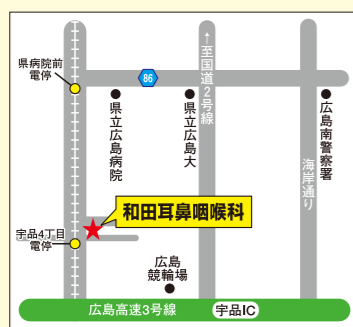 県病院前
電停
86
↑至国道2号線
県立広島病院
県立広島大
広島南警察署
海岸通り
和田耳鼻咽喉科
宇品4丁目
電停
広島
競輪場
広島高速3号線
宇品IC